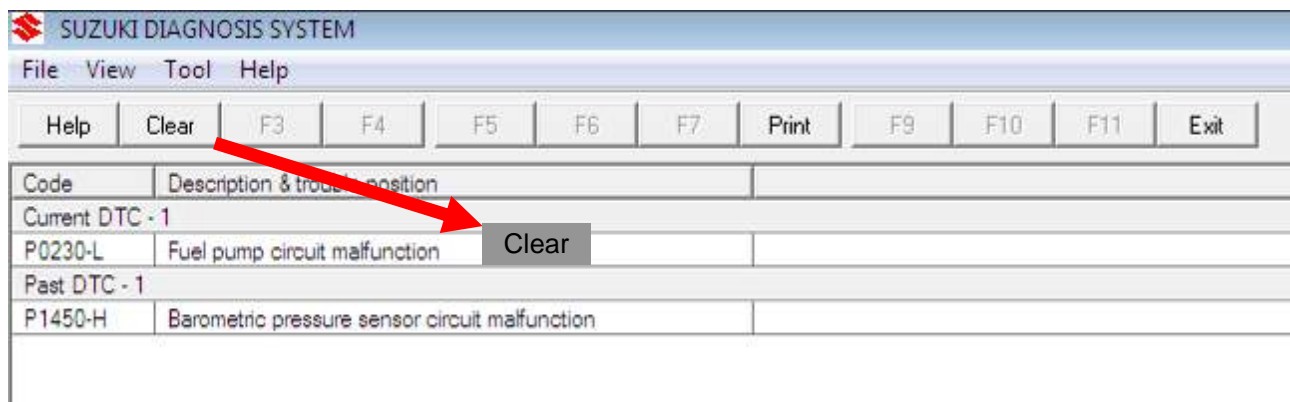 SUZUKI DIAGNOSIS SYSTEM
File View Tool Help
Help Clear F3 F4 F5 F6 F7 Print F9 F10 F11 Exit
Code Description & trouble position
Current DTC - 1
P0230-L Fuel pump circuit malfunction
Clear
Past DTC - 1
P1450-H Barometric pressure sensor circuit malfunction